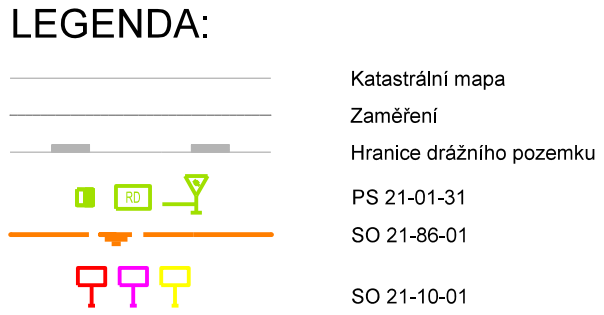 LEGENDA:
Katastrální mapa
Zaměření
Hranice drážního pozemku
RD PS 21-01-31
SO 21-86-01
SO 21-10-01